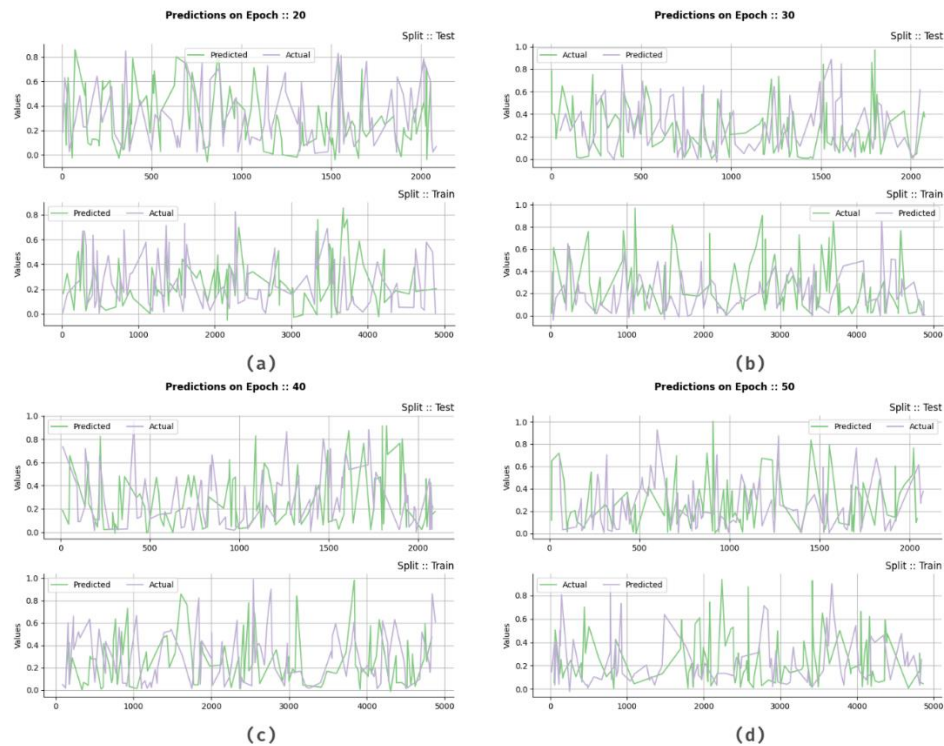 Predictions on Epoch :: 20
Split :: Test
Predicted Actual
Values
0.8
0.6
0.4
0.2
0.0
0 500 1000 1500 2000
Split :: Train
Predicted Actual
Values
0.8
0.6
0.4
0.2
0.0
0 1000 2000 3000 4000 5000
(a)
Predictions on Epoch :: 30
Split :: Test
Actual Predicted
Values
1.0
0.8
0.6
0.4
0.2
0.0
0 500 1000 1500 2000
Split :: Train
Actual Predicted
Values
1.0
0.8
0.6
0.4
0.2
0.0
0 1000 2000 3000 4000 5000
(b)
Predictions on Epoch :: 40
Split :: Test
Predicted Actual
Values
1.0
0.8
0.6
0.4
0.2
0.0
0 500 1000 1500 2000
Split :: Train
Predicted Actual
Values
1.0
0.8
0.6
0.4
0.2
0.0
0 1000 2000 3000 4000 5000
(c)
Predictions on Epoch :: 50
Split :: Test
Predicted Actual
Values
1.0
0.8
0.6
0.4
0.2
0.0
0 500 1000 1500 2000
Split :: Train
Actual Predicted
Values
0.8
0.6
0.4
0.2
0.0
0 1000 2000 3000 4000 5000
(d)